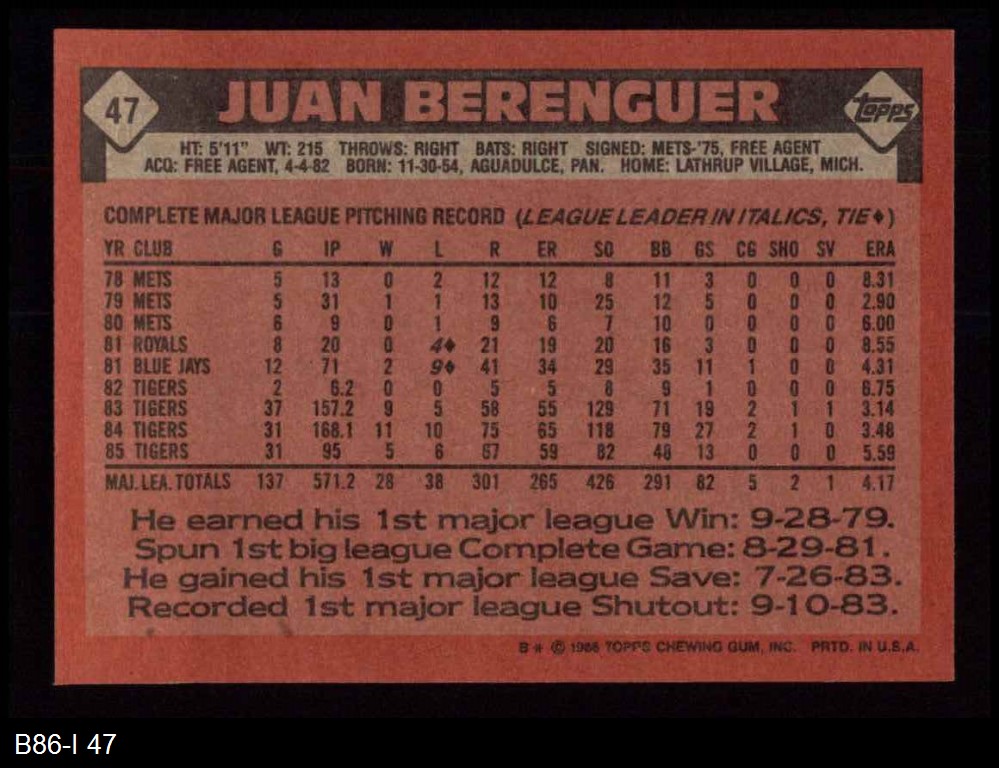 47
JUAN BERENGUER
Topps
HT: 5'11" WT: 215 THROWS: RIGHT BATS: RIGHT SIGNED: METS-'75, FREE AGENT
ACQ: FREE AGENT, 4-4-82 BORN: 11-30-54, AGUADULCE, PAN. HOME: LATHRUP VILLAGE, MICH.
COMPLETE MAJOR LEAGUE PITCHING RECORD (LEAGUE LEADER IN ITALICS, TIE♦)
YR CLUB G IP W L R ER SO BB GS CG SHO SV ERA
78 METS 5 13 0 2 12 12 8 11 3 0 0 0 8.31
79 METS 5 31 1 1 13 10 25 12 5 0 0 0 2.90
80 METS 6 9 0 1 9 6 7 10 0 0 0 0 6.00
81 ROYALS 8 20 0 4♦ 21 19 20 16 3 0 0 0 8.55
81 BLUE JAYS 12 71 2 9♦ 41 34 29 35 11 1 0 0 4.31
82 TIGERS 2 6.2 0 0 5 5 8 9 1 0 0 0 6.75
83 TIGERS 37 157.2 9 5 58 55 129 71 19 2 1 1 3.14
84 TIGERS 31 168.1 11 10 75 65 118 79 27 2 1 0 3.48
85 TIGERS 31 95 5 6 67 59 82 48 13 0 0 0 5.59
MAJ. LEA. TOTALS 137 571.2 28 38 301 265 426 291 82 5 2 1 4.17
He earned his 1st major league Win: 9-28-79.
Spun 1st big league Complete Game: 8-29-81.
He gained his 1st major league Save: 7-26-83.
Recorded 1st major league Shutout: 9-10-83.
B * © 1986 TOPPS CHEWING GUM, INC. PRTD. IN U.S.A.
B86-I 47